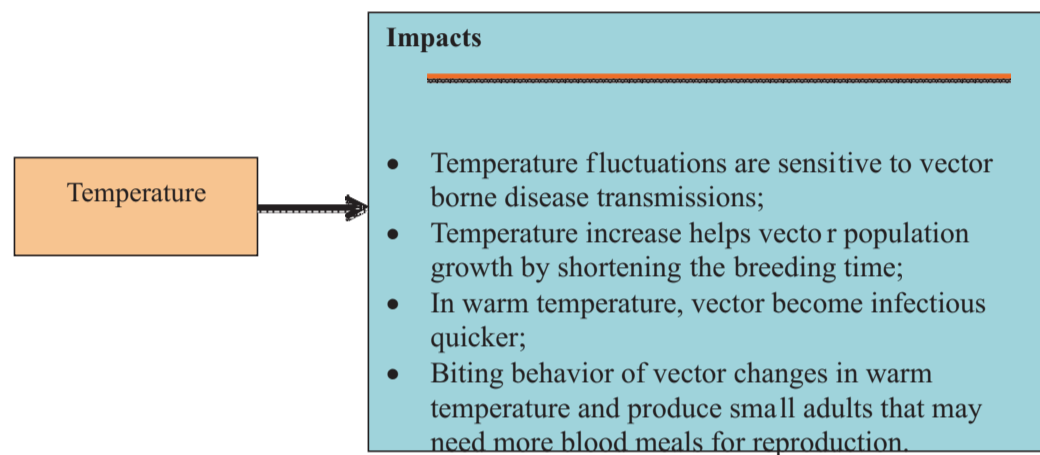 Impacts
Temperature
● Temperature fluctuations are sensitive to vector
borne disease transmissions;
● Temperature increase helps vector population
growth by shortening the breeding time;
● In warm temperature, vector become infectious
quicker;
● Biting behavior of vector changes in warm
temperature and produce small adults that may
need more blood meals for reproduction.